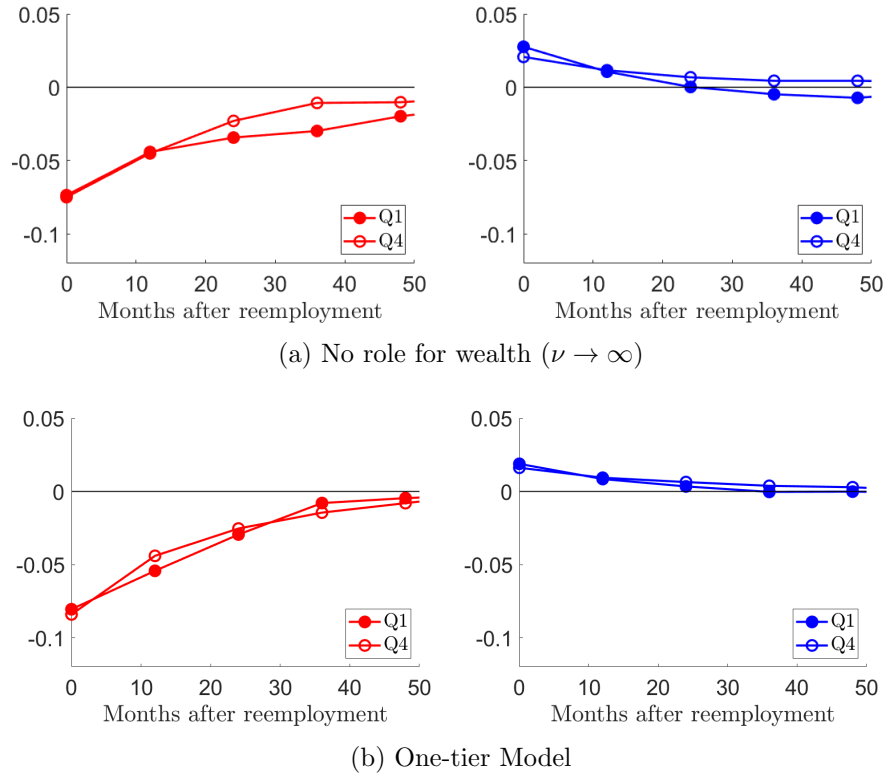 0.05
0
-0.05
-0.1
0 10 20 30 40 50
Q1
Q4
Months after reemployment
0.05
0
-0.05
-0.1
0 10 20 30 40 50
Q1
Q4
Months after reemployment
(a) No role for wealth (ν → ∞)
0.05
0
-0.05
-0.1
0 10 20 30 40 50
Q1
Q4
Months after reemployment
0.05
0
-0.05
-0.1
0 10 20 30 40 50
Q1
Q4
Months after reemployment
(b) One-tier Model